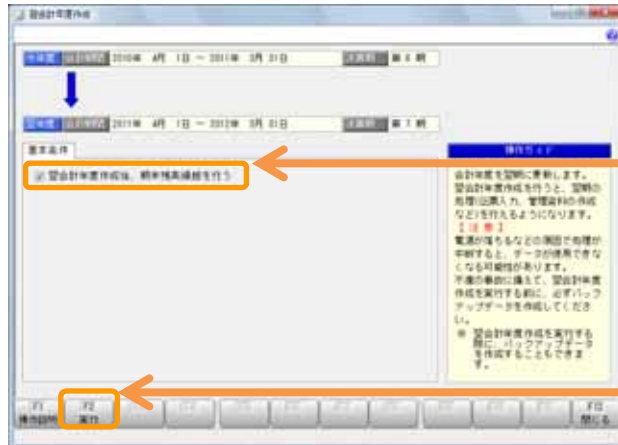 翌会計年度作成
今年度 会計期間 2010年 4月 1日 ～ 2011年 3月31日 決算期 第 6 期
翌年度 会計期間 2011年 4月 1日 ～ 2012年 3月31日 決算期 第 7 期
基本条件
翌会計年度作成後、期末残高繰越を行う
操作ガイド
会計年度を翌期に更新します。
翌会計年度作成を行うと、翌期の
処理(伝票入力、管理資料の作成
など)を行えるようになります。
【注意】
電源が落ちるなどの原因で処理が
中断すると、データが使用できな
くなる可能性があります。
不慮の事故に備えて、翌会計年度
作成を実行する前に、必ずバック
アップデータを作成してくださ
い。
※ 翌会計年度作成を実行する
際に、バックアップデータ
を作成することもできま
す。
F1 操作説明
F2 実行
F12 閉じる